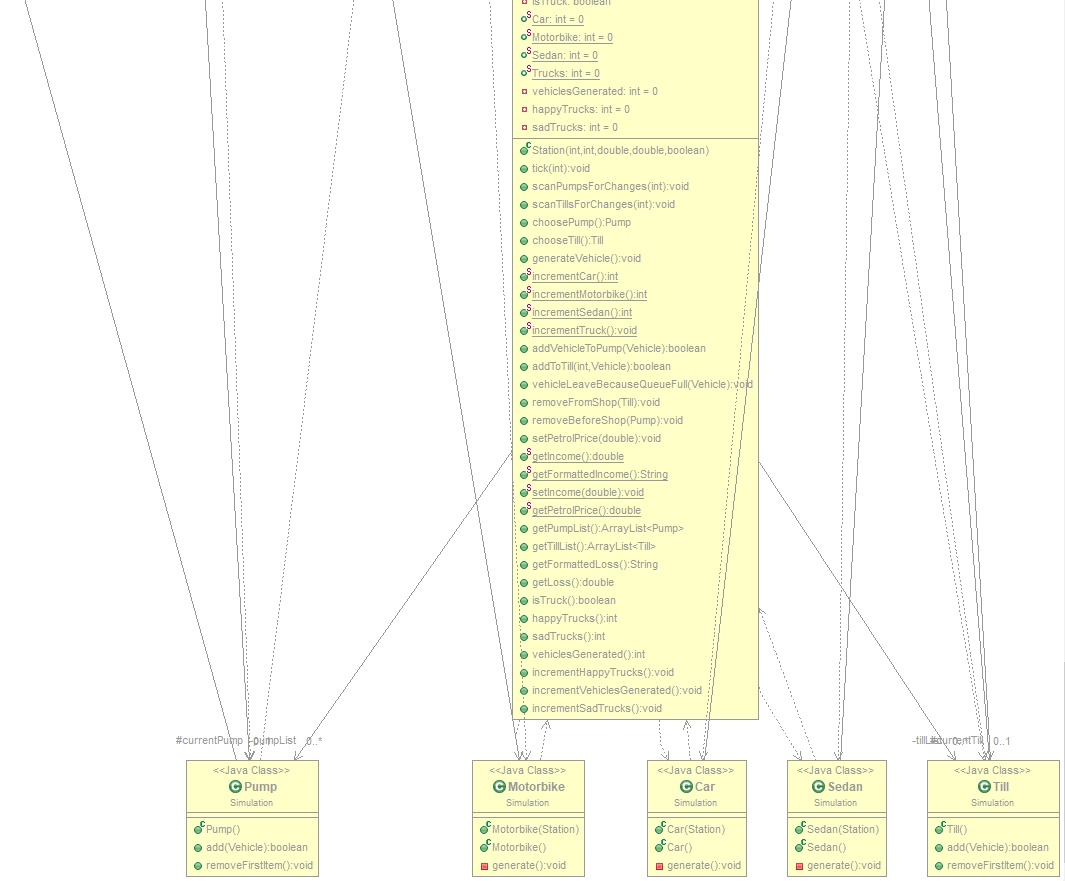 isTruck: boolean
Car: int = 0
Motorbike: int = 0
Sedan: int = 0
Trucks: int = 0
vehiclesGenerated: int = 0
happyTrucks: int = 0
sadTrucks: int = 0
Station(int,int,double,double,boolean)
tick(int):void
scanPumpsForChanges(int):void
scanTillsForChanges(int):void
choosePump():Pump
chooseTill():Till
generateVehicle():void
incrementCar():int
incrementMotorbike():int
incrementSedan():int
incrementTruck():void
addVehicleToPump(Vehicle):boolean
addToTill(int,Vehicle):boolean
vehicleLeaveBecauseQueueFull(Vehicle):void
removeFromShop(Till):void
removeBeforeShop(Pump):void
setPetrolPrice(double):void
getIncome():double
getFormattedIncome():String
setIncome(double):void
getPetrolPrice():double
getPumpList():ArrayList<Pump>
getTillList():ArrayList<Till>
getFormattedLoss():String
getLoss():double
isTruck():boolean
happyTrucks():int
sadTrucks():int
vehiclesGenerated():int
incrementHappyTrucks():void
incrementVehiclesGenerated():void
incrementSadTrucks():void
#currentPump -pumpList 0..*
0..1
<<Java Class>>
Pump
Simulation
Pump()
add(Vehicle):boolean
removeFirstItem():void
<<Java Class>>
Motorbike
Simulation
Motorbike(Station)
Motorbike()
generate():void
<<Java Class>>
Car
Simulation
Car(Station)
Car()
generate():void
<<Java Class>>
Sedan
Simulation
Sedan(Station)
Sedan()
generate():void
<<Java Class>>
Till
Simulation
Till()
add(Vehicle):boolean
removeFirstItem():void